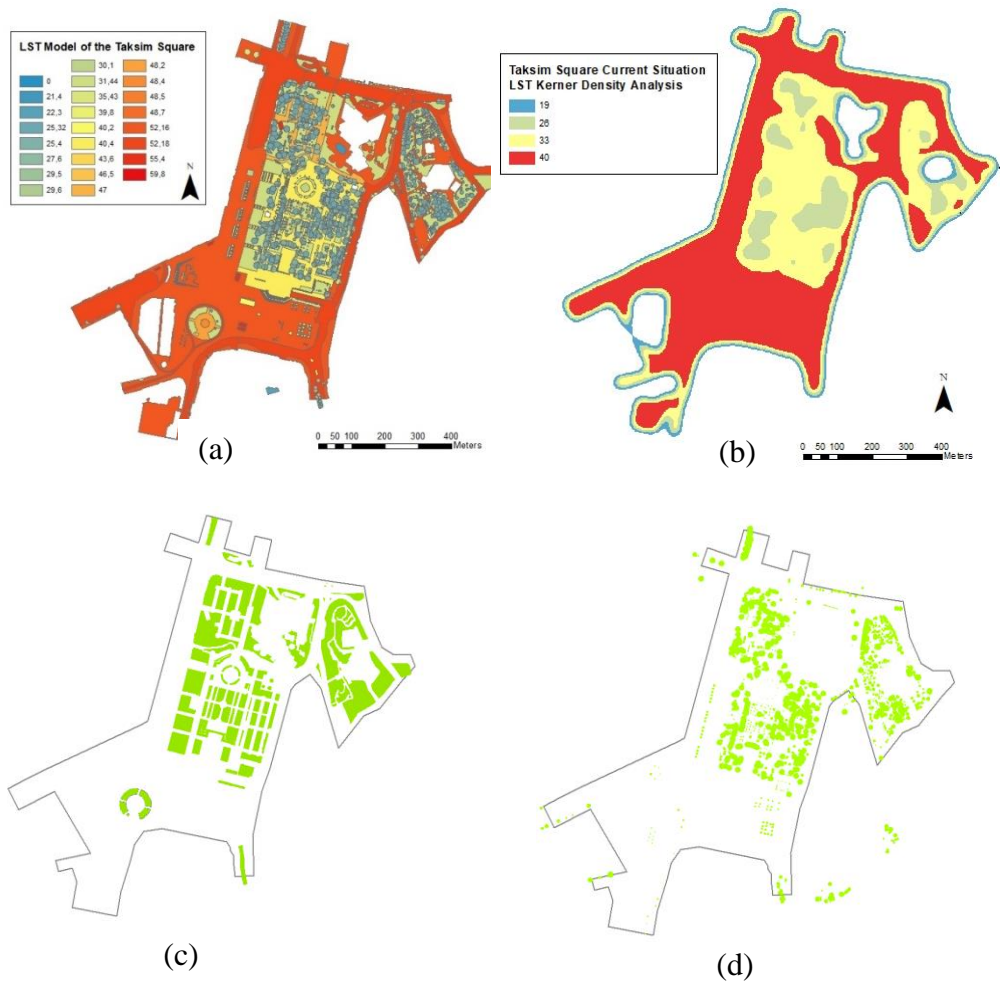 LST Model of the Taksim Square
0
21,4
22,3
25,32
25,4
27,6
29,5
29,6
30,1
31,44
35,43
39,8
40,2
40,4
43,6
46,5
47
48,2
48,4
48,5
48,7
52,16
52,18
55,4
59,8
N
0 50 100 200 300 400
Meters
(a)
Taksim Square Current Situation
LST Kerner Density Analysis
19
26
33
40
N
0 50 100 200 300 400
Meters
(b)
(c)
(d)